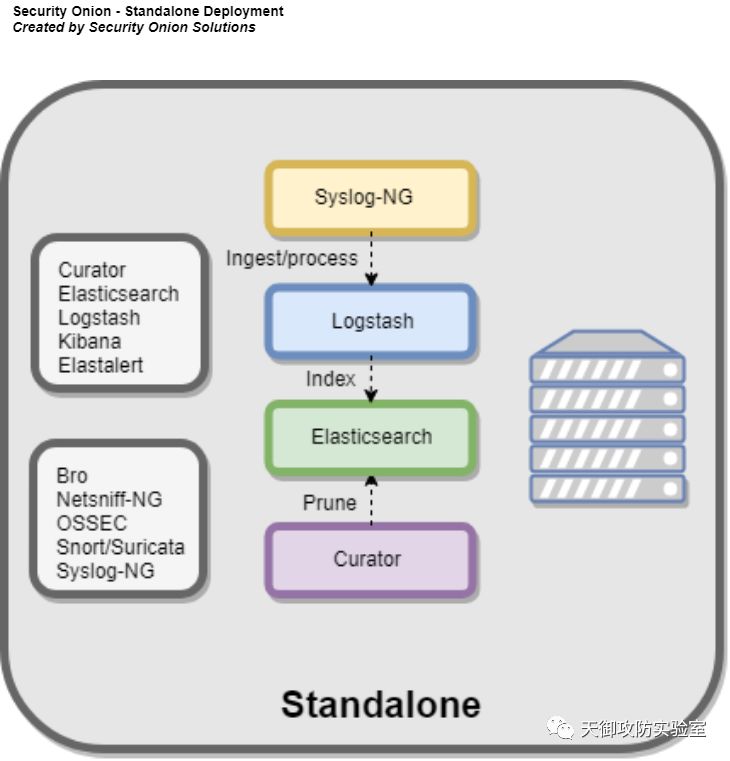 Security Onion - Standalone Deployment
Created by Security Onion Solutions
Syslog-NG
Ingest/process
Logstash
Index
Elasticsearch
Prune
Curator
Curator
Elasticsearch
Logstash
Kibana
Elastalert
Bro
Netsniff-NG
OSSEC
Snort/Suricata
Syslog-NG
Standalone
天御攻防实验室